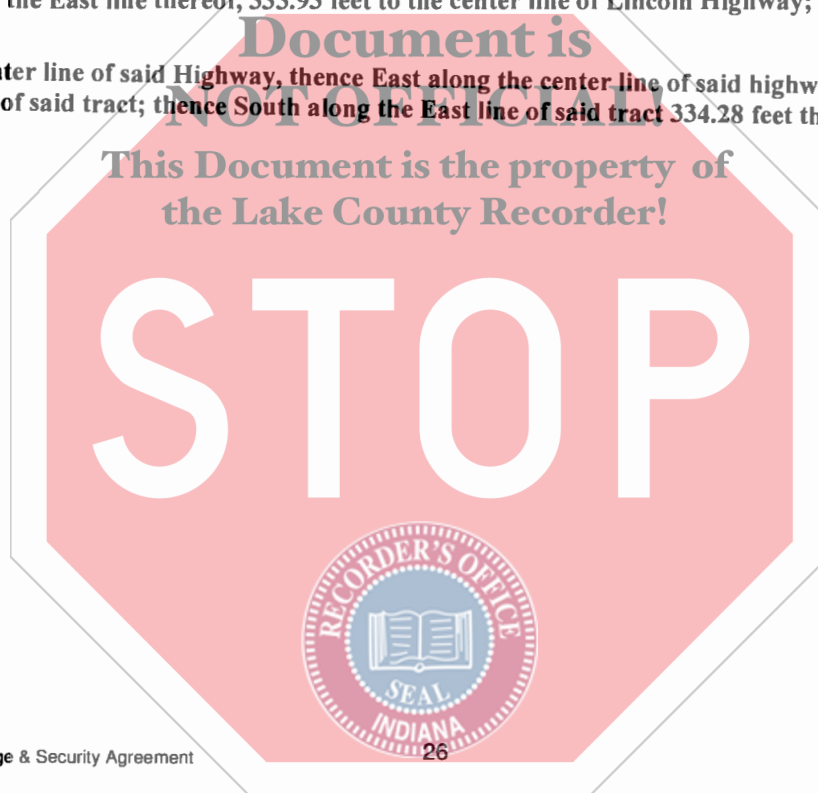 the East line thereof, 333.93 feet to the center line of Lincoln Highway;
Document is
ter line of said Highway, thence East along the center line of said highw
NOT OFFICIAL!
of said tract; thence South along the East line of said tract 334.28 feet th
This Document is the property of
the Lake County Recorder!
STOP
RECORDER'S OFFICE
SEAL
INDIANA
ge & Security Agreement
26